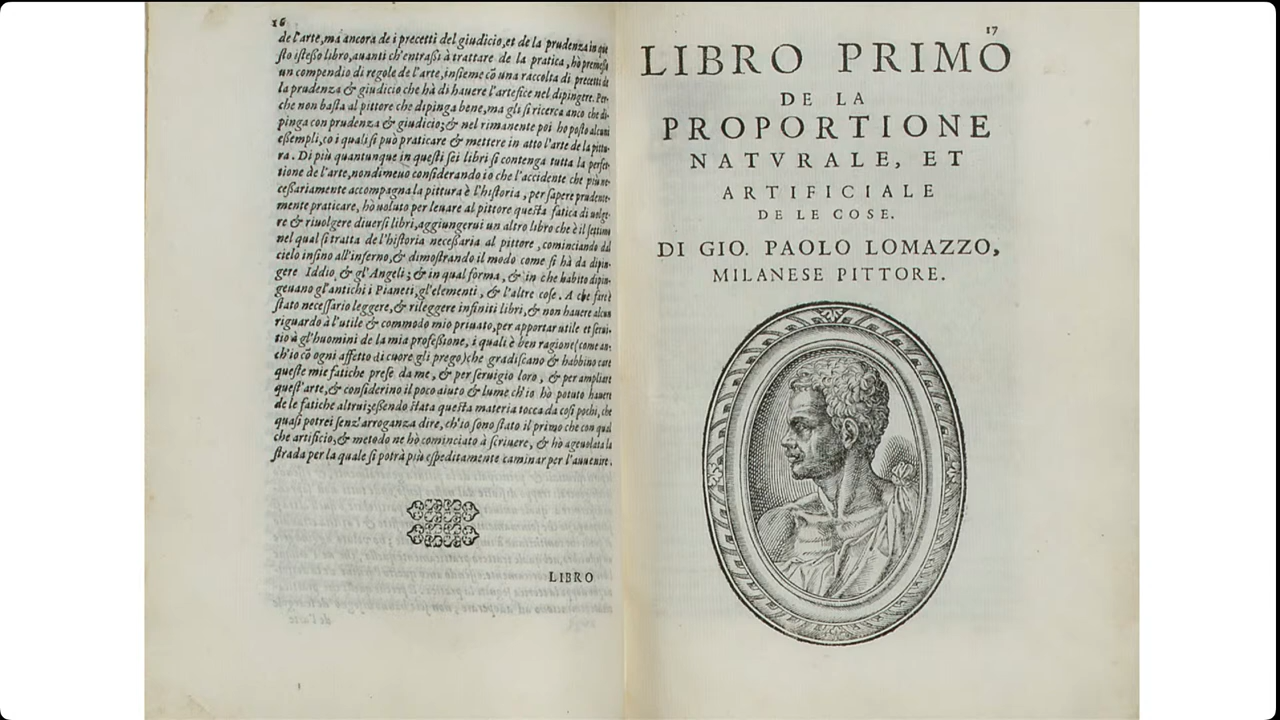 16
de l'arte, ma ancora de i precetti del giudicio, et de la prudenza in que
sto istesso libro, auanti ch'entrassi à trattare de la pratica, hò premesso
un compendio di regole de l'arte, insieme cō una raccolta di precetti de
la prudenza & giudicio che hà di hauere l'artefice nel dipingere. Per-
che non basta al pittore che dipinga bene, ma gli si ricerca anco che di-
pinga con prudenza & giudicio; & nel rimanente poi hò posto alcuni
essempli, co i quali si può praticare & mettere in atto l'arte de la pittu-
ra. Di più quantunque in questi sei libri si contenga tutta la perfet-
tione de l'arte, nondimeno considerando io che l'accidente che più ne-
cessariamente accompagna la pittura è l'historia, per sapere prudente-
mente praticare, hò uoluto per leuare al pittore questa fatica di uolge-
re & riuolgere diuersi libri, aggiungerui un altro libro che è il settimo
nel qual si tratta de l'historia necessaria al pittore, cominciando dal
cielo insino all'inferno, & dimostrando il modo come si hà da dipin-
gere Iddio, & gl'Angeli; & in qual forma, & in che habito dipin-
geuano gl'antichi i Pianeti, gl'elementi, & l'altre cose. A che fare è
stato necessario leggere, & rileggere infiniti libri, & non hauere alcun
riguardo à l'utile & commodo mio priuato, per apportar utile et serui-
tio à gl'huomini de la mia professione, i quali è ben ragione (come an-
ch'io cō ogni affetto di cuore gli prego) che gradiscano & habbino care
queste mie fatiche prese da me, & per seruigio loro, & per ampliare
quest'arte, & considerino il poco aiuto & lume ch'io hò potuto hauere
de le fatiche altrui; essendo stata questa materia tocca da così pochi, che
quasi potrei senz'arroganza dire, ch'io sono stato il primo che con qual
che artificio, & metodo ne hò cominciato à scriuere, & hò ageuolata la
strada per la quale si potrà più espeditamente caminar per l'auuenire.
LIBRO
17
LIBRO PRIMO
DE LA
PROPORTIONE
NATVRALE, ET
ARTIFICIALE
DE LE COSE.
DI GIO. PAOLO LOMAZZO,
MILANESE PITTORE.